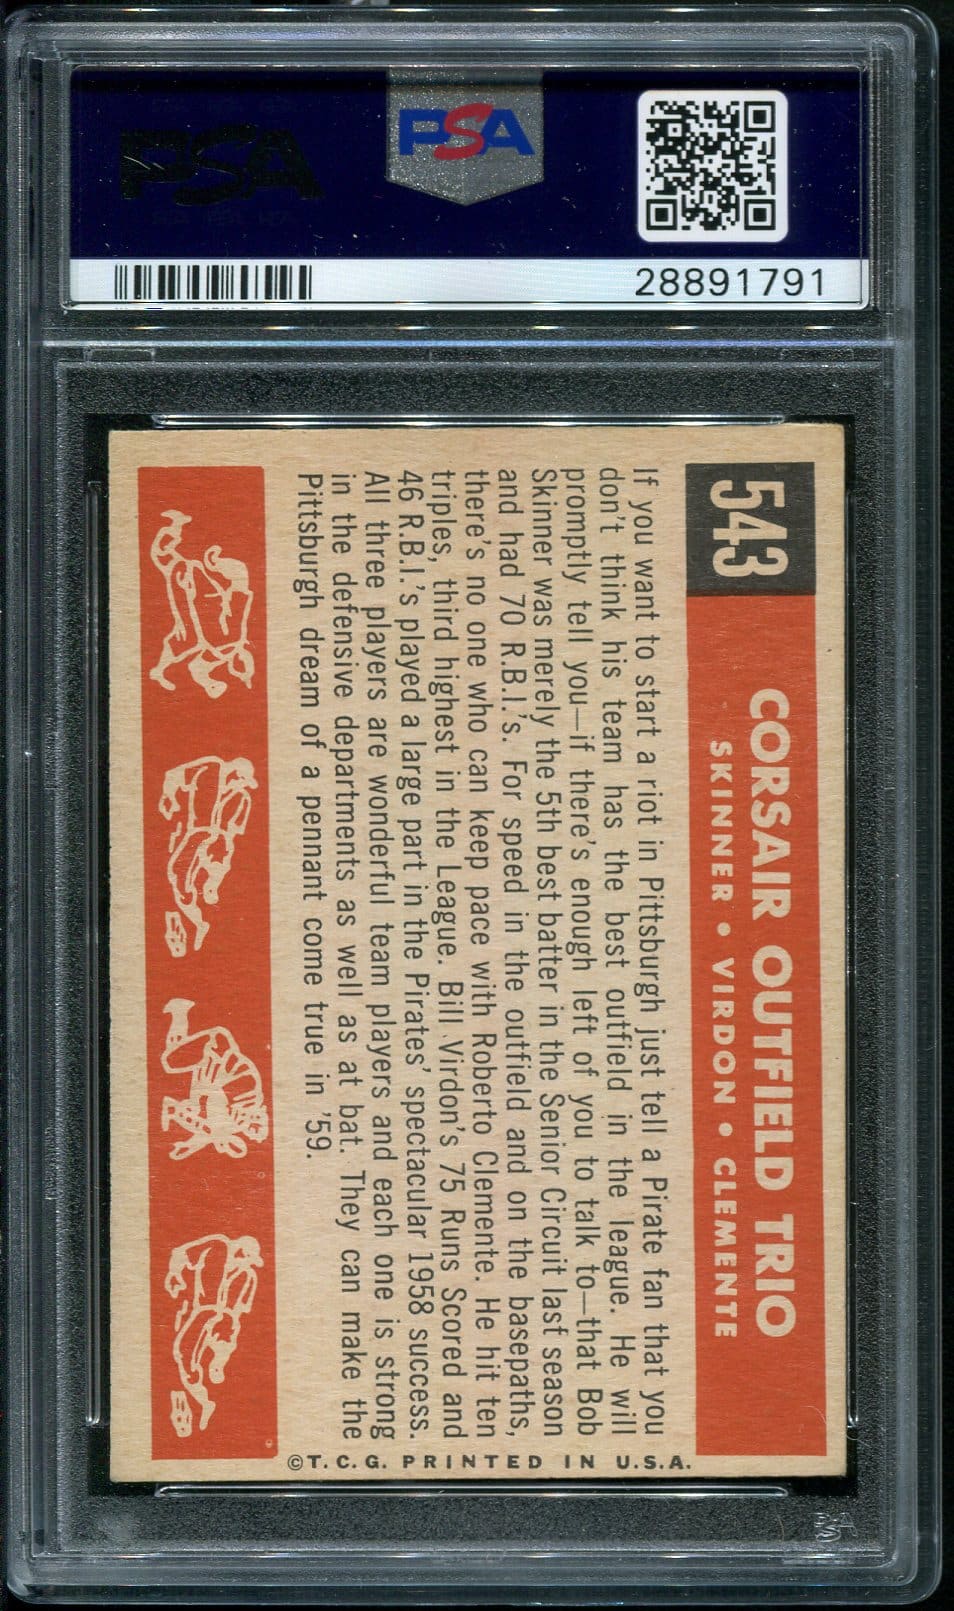 PSA
PSA
28891791
543
CORSAIR OUTFIELD TRIO
SKINNER • VIRDON • CLEMENTE
If you want to start a riot in Pittsburgh just tell a Pirate fan that you
don't think his team has the best outfield in the league. He will
promptly tell you—if there's enough left of you to talk to—that Bob
Skinner was merely the 5th best batter in the Senior Circuit last season
and had 70 R.B.I.'s. For speed in the outfield and on the basepaths,
there's no one who can keep pace with Roberto Clemente. He hit ten
triples, third highest in the League. Bill Virdon's 75 Runs Scored and
46 R.B.I.'s played a large part in the Pirates' spectacular 1958 success.
All three players are wonderful team players and each one is strong
in the defensive departments as well as at bat. They can make the
Pittsburgh dream of a pennant come true in '59.
©T.C.G. PRINTED IN U.S.A.
PSA